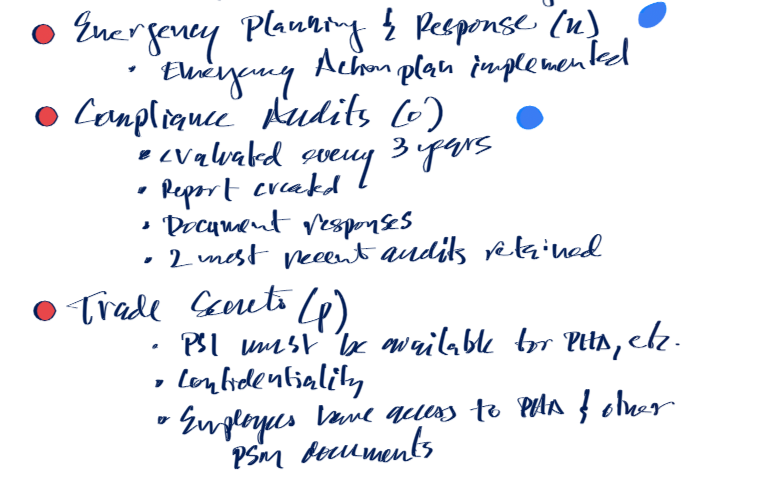 Emergency Planning & Response (n)
• Emergency Action plan implemented
Compliance Audits (o)
• evaluated every 3 years
• Report created
• Document responses
• 2 most recent audits retained
Trade Secrets (p)
• PSI must be available for PHA, etc.
• Confidentiality
• Employees have access to PHA & other
PSM documents